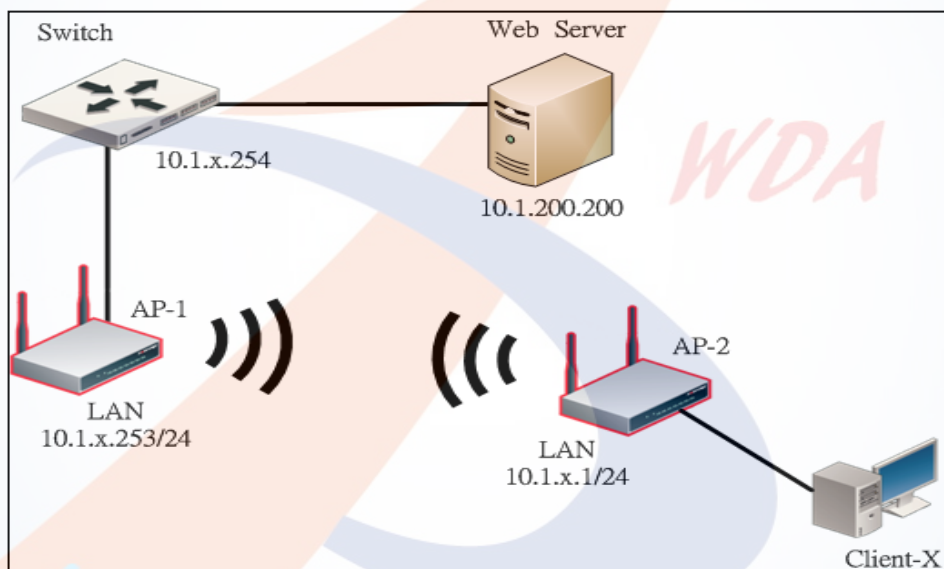 Switch
Web Server
10.1.x.254
WDA
10.1.200.200
AP-1
AP-2
LAN
10.1.x.253/24
LAN
10.1.x.1/24
Client-X